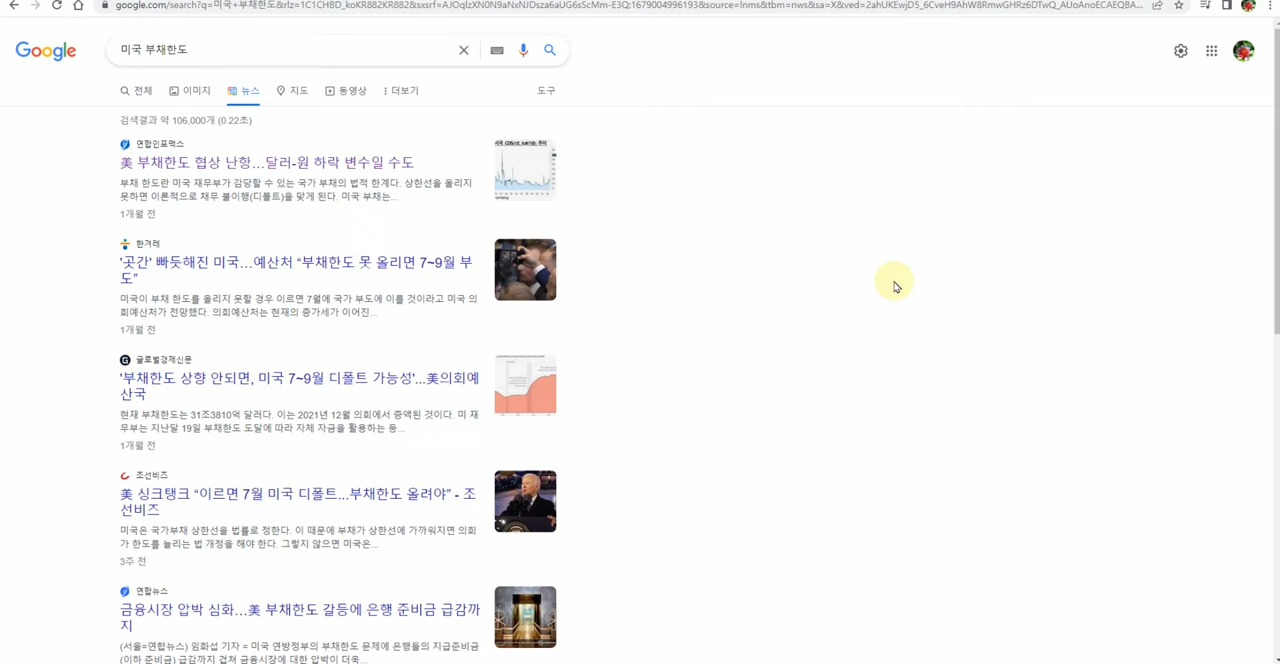 google.com/search?q=미국+부채한도&rlz=1C1CHBD_koKR882KR882&sxsrf=AJOqlzXN0N9aNxNJDsza6aUG6sScMm-E3Q:1679004996193&source=lnms&tbm=nws&sa=X&ved=2ahUKEwjD5_6CveH9AhW8RmwGHRz6DTwQ_AUoAnoECAEQBA...
Google
미국 부채한도
전체 이미지 뉴스 지도 동영상 더보기 도구
검색결과 약 106,000개 (0.22초)
연합인포맥스
美 부채한도 협상 난항…달러-원 하락 변수일 수도
부채 한도란 미국 재무부가 감당할 수 있는 국가 부채의 법적 한계다. 상한선을 올리지
못하면 이론적으로 채무 불이행(디폴트)을 맞게 된다. 미국 부채는...
1개월 전
한겨레
'곳간' 빠듯해진 미국…예산처 “부채한도 못 올리면 7~9월 부
도”
미국이 부채 한도를 올리지 못할 경우 이르면 7월에 국가 부도에 이를 것이라고 미국 의
회예산처가 전망했다. 의회예산처는 현재의 증가세가 이어진...
1개월 전
글로벌경제신문
'부채한도 상향 안되면, 미국 7~9월 디폴트 가능성'...美의회예
산국
현재 부채한도는 31조3810억 달러다. 이는 2021년 12월 의회에서 증액된 것이다. 미 재
무부는 지난달 19일 부채한도 도달에 따라 자체 자금을 활용하는 등...
1개월 전
조선비즈
美 싱크탱크 “이르면 7월 미국 디폴트...부채한도 올려야” - 조
선비즈
미국은 국가부채 상한선을 법률로 정한다. 이 때문에 부채가 상한선에 가까워지면 의회
가 한도를 늘리는 법 개정을 해야 한다. 그렇지 않으면 미국은...
3주 전
연합뉴스
금융시장 압박 심화…美 부채한도 갈등에 은행 준비금 급감까
지
(서울=연합뉴스) 임화섭 기자 = 미국 연방정부의 부채한도 문제에 은행들의 지급준비금
(이하 준비금) 급감까지 겹쳐 금융시장에 대한 압박이 더욱...